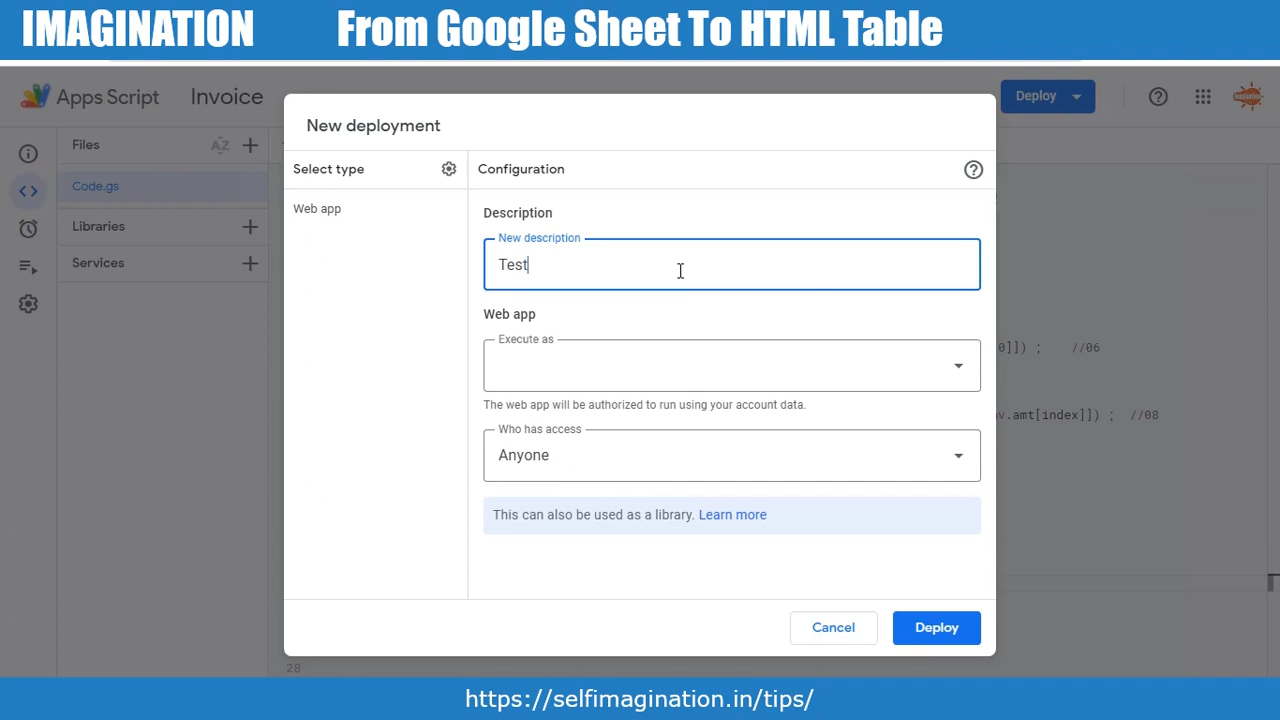 IMAGINATION From Google Sheet To HTML Table
Apps Script Invoice Deploy
New deployment
Files AZ
Select type Configuration
Code.gs
Web app
Description
Libraries
New description
Services
Test
Web app
Execute as
0]]) ; //06
The web app will be authorized to run using your account data.
v.amt[index]]) ; //08
Who has access
Anyone
This can also be used as a library. Learn more
Cancel Deploy
28
https://selfimagination.in/tips/